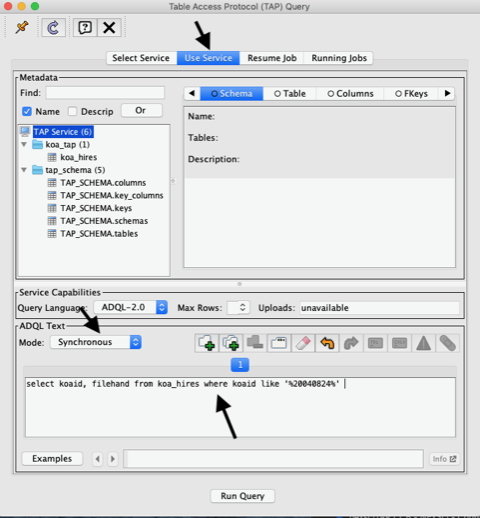 Table Access Protocol (TAP) Query
Select Service Use Service Resume Job Running Jobs
Metadata
Find:
Name Descrip Or
TAP Service (6)
koa_tap (1)
koa_hires
tap_schema (5)
TAP_SCHEMA.columns
TAP_SCHEMA.key_columns
TAP_SCHEMA.keys
TAP_SCHEMA.schemas
TAP_SCHEMA.tables
Schema Table Columns FKeys
Name:
Tables:
Description:
Service Capabilities
Query Language: ADQL-2.0 Max Rows: Uploads: unavailable
ADQL Text
Mode: Synchronous
1
select koaid, filehand from koa_hires where koaid like '%20040824%'
Examples Info
Run Query